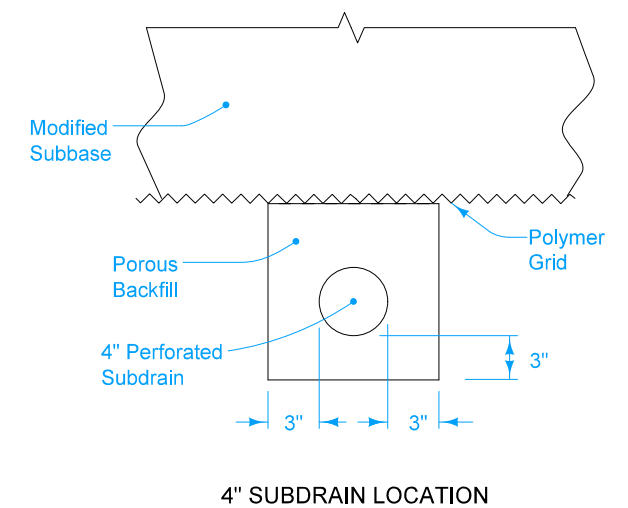 Modified
Subbase
Polymer
Grid
Porous
Backfill
4" Perforated
Subdrain
3"
3"
3"
4" SUBDRAIN LOCATION